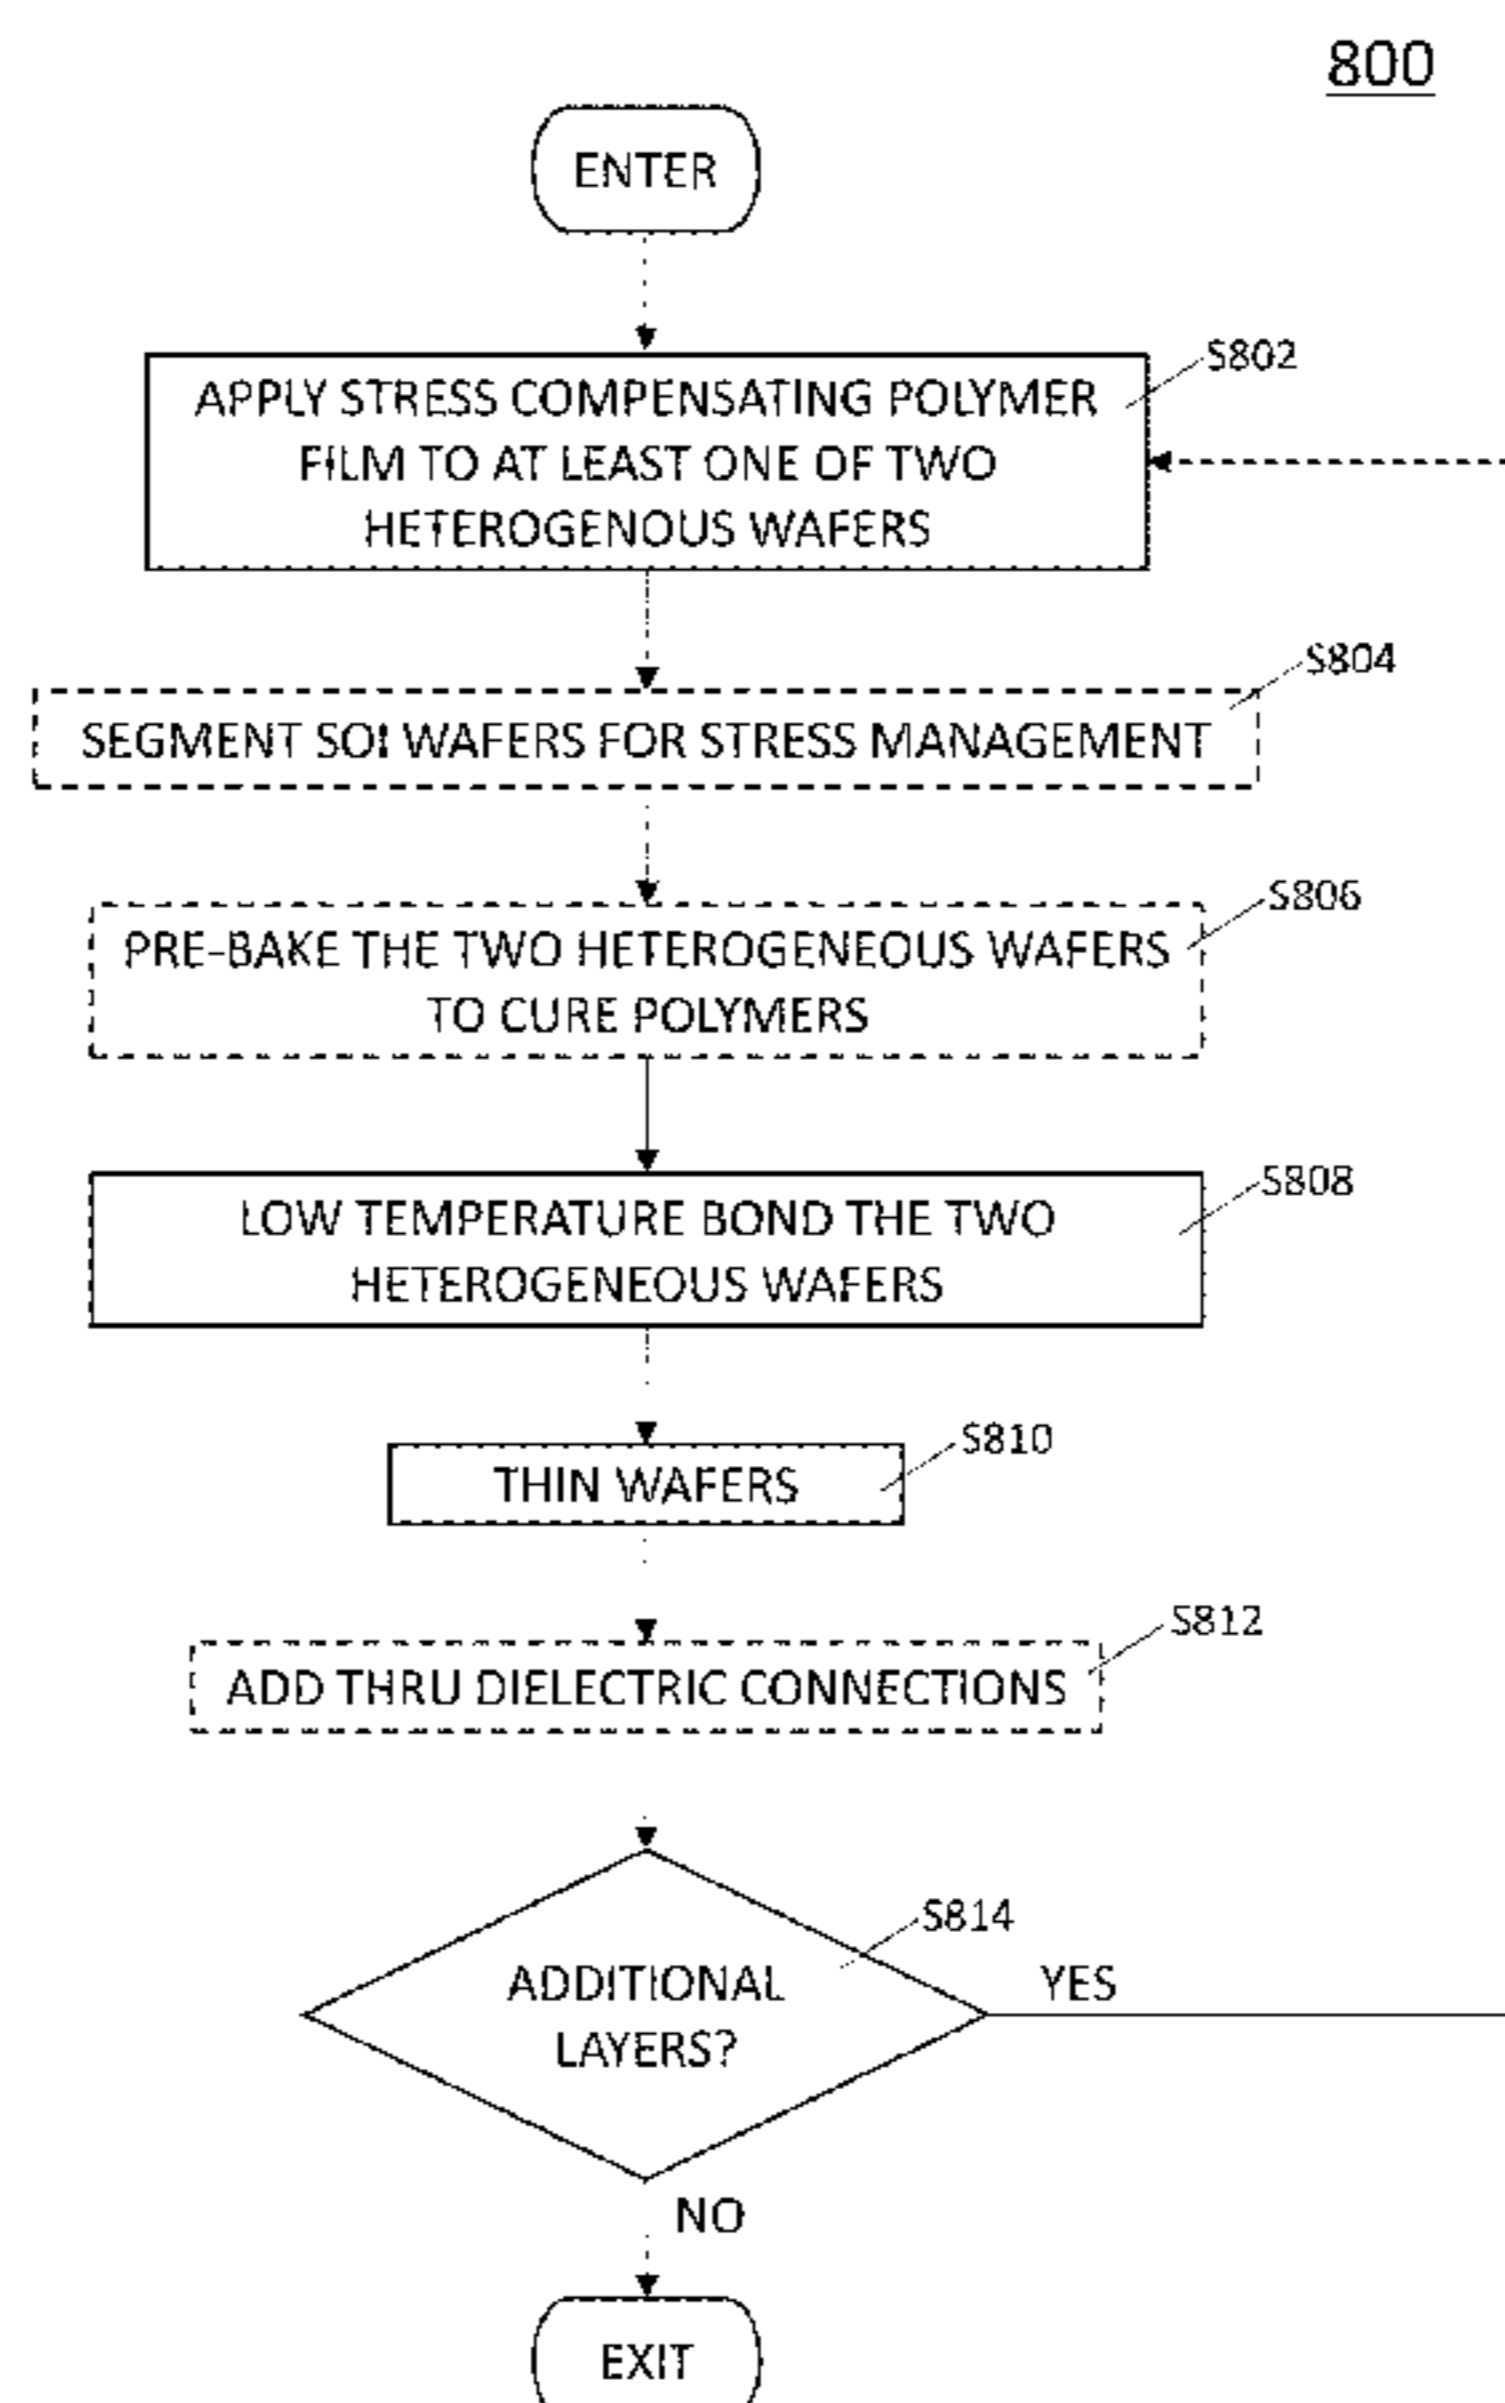 800
ENTER
S802
APPLY STRESS COMPENSATING POLYMER
FILM TO AT LEAST ONE OF TWO
HETEROGENOUS WAFERS
S804
SEGMENT SOI WAFERS FOR STRESS MANAGEMENT
S806
PRE-BAKE THE TWO HETEROGENEOUS WAFERS
TO CURE POLYMERS
S808
LOW TEMPERATURE BOND THE TWO
HETEROGENEOUS WAFERS
S810
THIN WAFERS
S812
ADD THRU DIELECTRIC CONNECTIONS
S814
ADDITIONAL
LAYERS?
YES
NO
EXIT